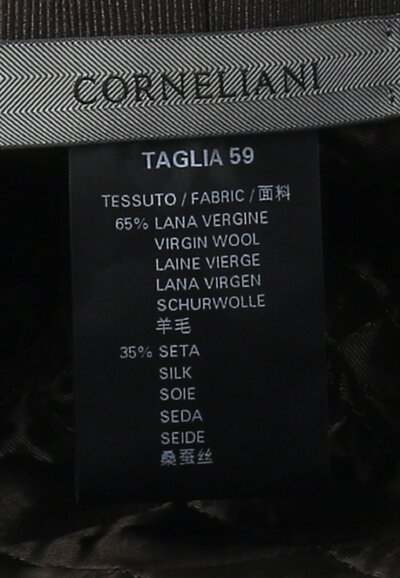 CORNELIANI
TAGLIA 59
TESSUTO / FABRIC / 面料
65% LANA VERGINE
VIRGIN WOOL
LAINE VIERGE
LANA VIRGEN
SCHURWOLLE
羊毛
35% SETA
SILK
SOIE
SEDA
SEIDE
桑蚕丝